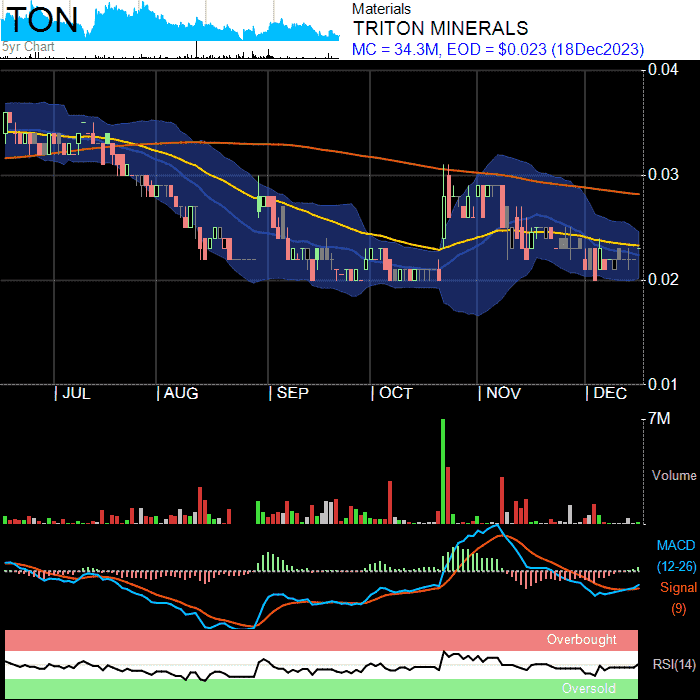 TON
5yr Chart
Materials
TRITON MINERALS
MC = 34.3M, EOD = $0.023 (18Dec2023)
0.04
0.03
0.02
0.01
JUL
AUG
SEP
OCT
NOV
DEC
7M
Volume
MACD
(12-26)
Signal
(9)
Overbought
RSI(14)
Oversold